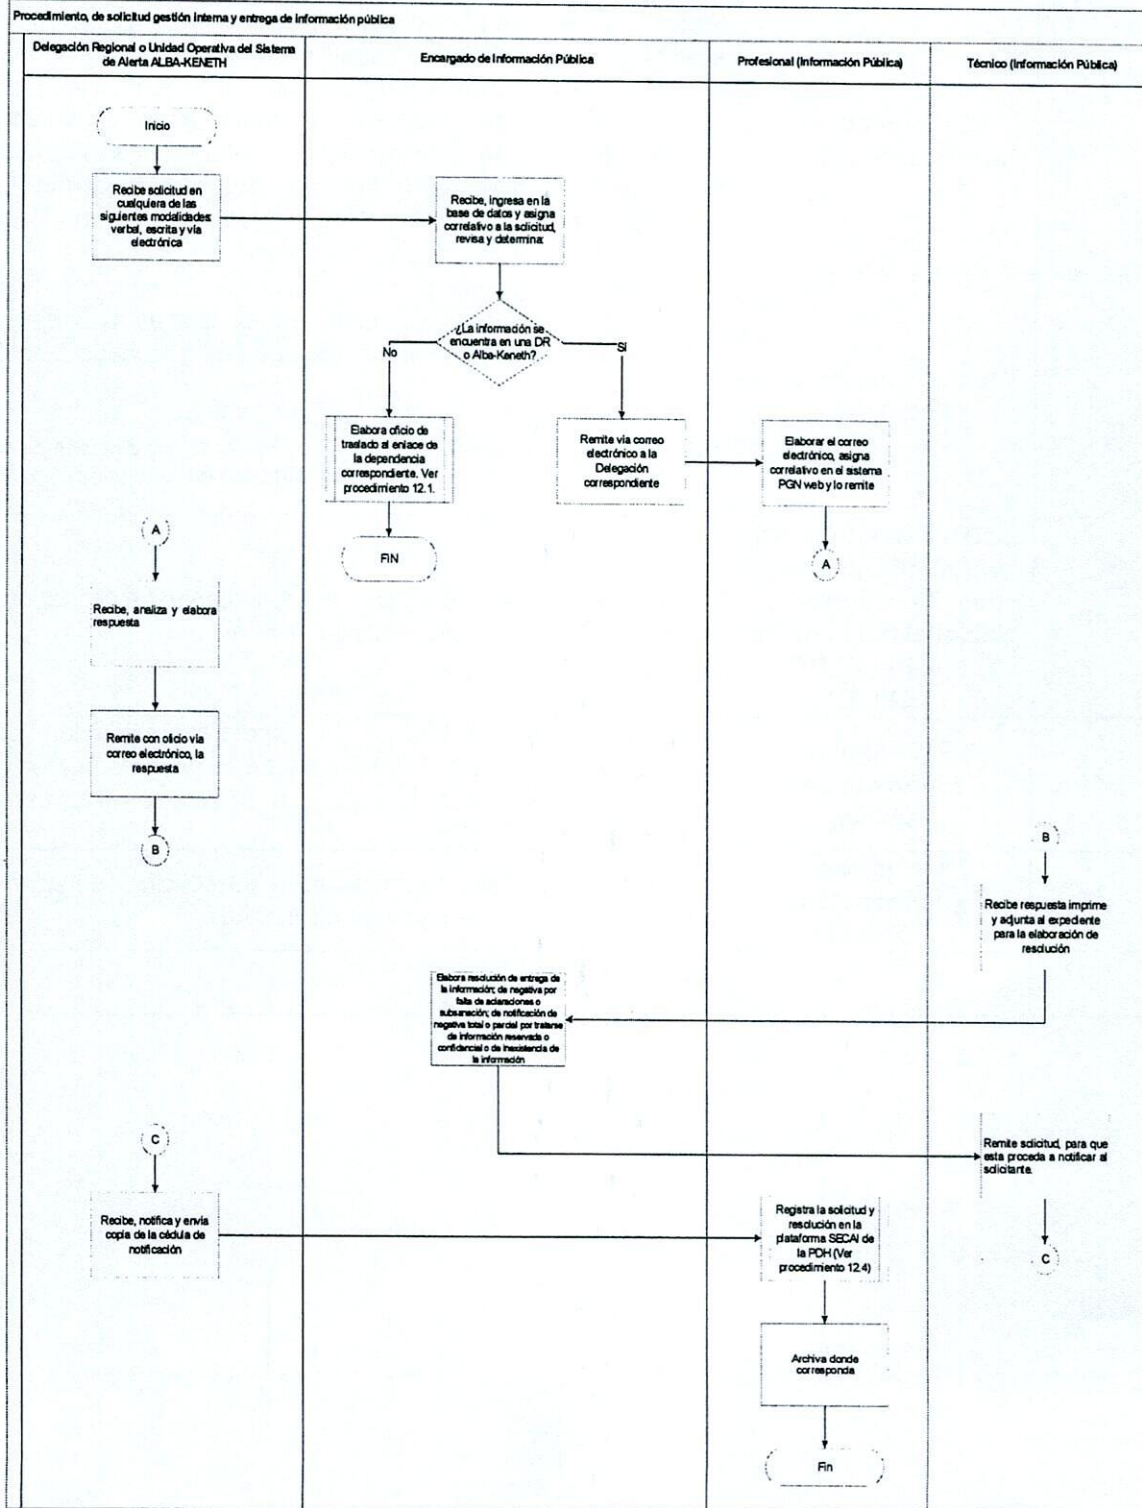 Procedimiento, de solicitud gestión interna y entrega de información pública
Delegación Regional o Unidad Operativa del Sistema
de Alerta ALBA-KENETH
Encargado de Información Pública
Profesional (Información Pública)
Técnico (Información Pública)
Inicio
Recibe solicitud en
cualquiera de las
siguientes modalidades
verbal, escrita y vía
electrónica
Recibe, ingresa en la
base de datos y asigna
correlativo a la solicitud,
revisa y determina:
¿La información se
encuentra en una DR
o Alba-Keneth?
No
Si
Elabora oficio de
traslado al enlace de
la dependencia
correspondiente. Ver
procedimiento 12.1.
Remite vía correo
electrónico a la
Delegación
correspondiente
Elaborar el correo
electrónico, asigna
correlativo en el sistema
PGN web y lo remite
A
FIN
A
Recibe, analiza y elabora
respuesta
Remite con oficio vía
correo electrónico, la
respuesta
B
B
Recibe respuesta imprime
y adjunta al expediente
para la elaboración de
resolución
Elabora resolución de entrega de
la información; de negativa por
falta de aclaraciones o
subsanación; de notificación de
negativa total o parcial por tratarse
de información reservada o
confidencial o de inexistencia de
la información
C
Remite solicitud, para que
esta proceda a notificar al
solicitante.
Recibe, notifica y envía
copia de la cédula de
notificación
Registra la solicitud y
resolución en la
plataforma SECAI de
la PDH (Ver
procedimiento 12.4)
C
Archiva donde
corresponda
Fin